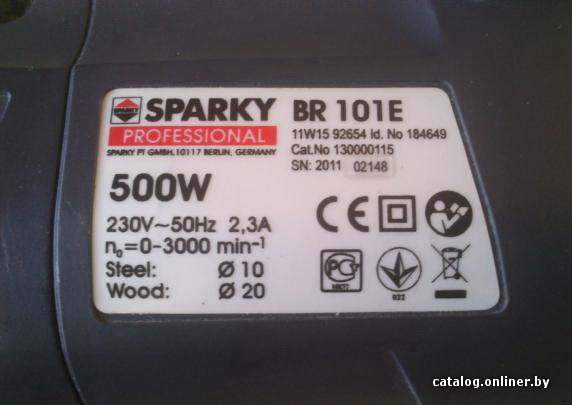 SPARKY
PROFESSIONAL
SPARKY PT GMBH, 10117 BERLIN, GERMANY
500W
230V~50Hz 2,3A
n₀=0-3000 min⁻¹
Steel: Ø 10
Wood: Ø 20
BR 101E
11W15 92654 Id. No 184649
Cat.No 130000115
SN: 2011 02148
CE
PC
022
catalog.onliner.by